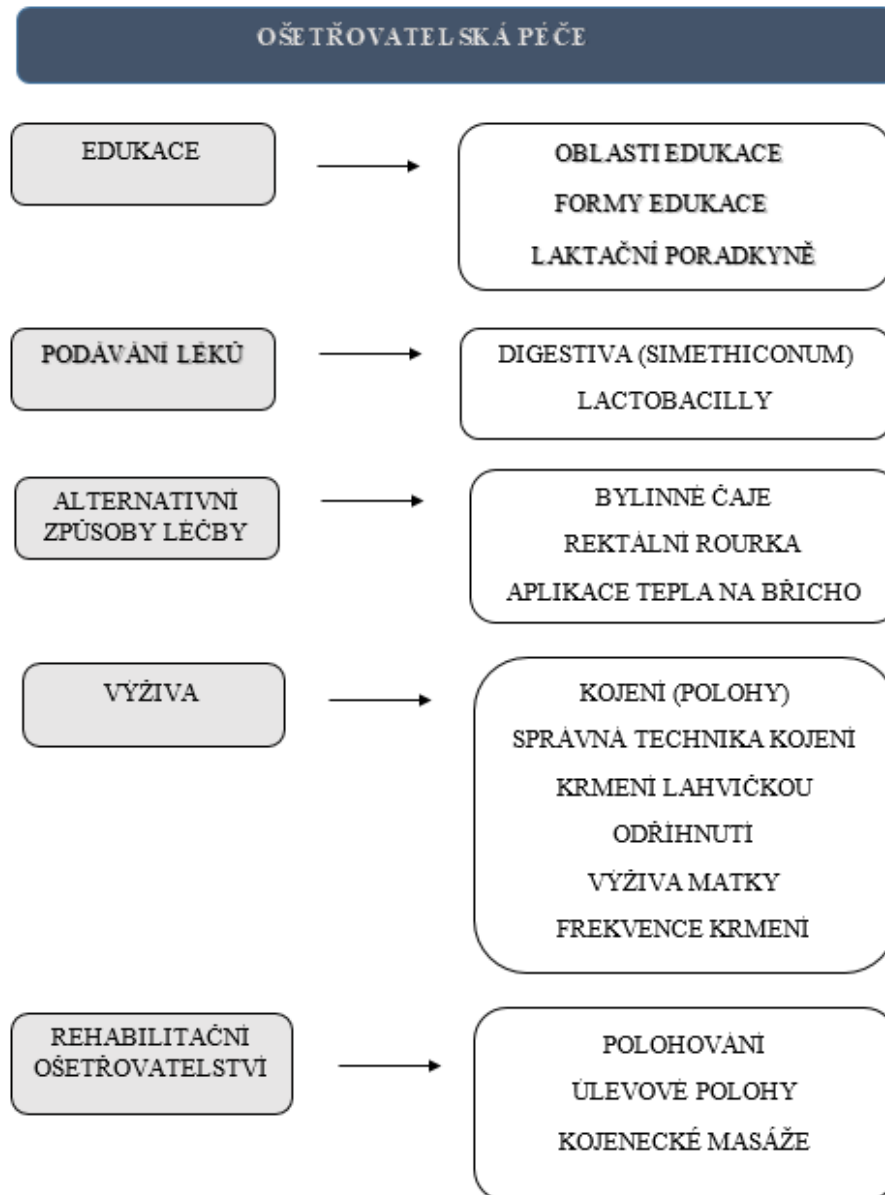 OŠETŘOVATELSKÁ PÉČE
EDUKACE
OBLASTI EDUKACE
FORMY EDUKACE
LAKTAČNÍ PORADKYNĚ
PODÁVÁNÍ LÉKŮ
DIGESTIVA (SIMETHICONUM)
LACTOBACILLY
ALTERNATIVNÍ
ZPŮSOBY LÉČBY
BYLINNÉ ČAJE
REKTÁLNÍ ROURKA
APLIKACE TEPLA NA BŘICHO
VÝŽIVA
KOJENÍ (POLOHY)
SPRÁVNÁ TECHNIKA KOJENÍ
KRMENÍ LAHVIČKOU
ODŘÍHNUTÍ
VÝŽIVA MATKY
FREKVENCE KRMENÍ
REHABILITAČNÍ
OŠETŘOVATELSTVÍ
POLOHOVÁNÍ
ÚLEVOVÉ POLOHY
KOJENECKÉ MASÁŽE